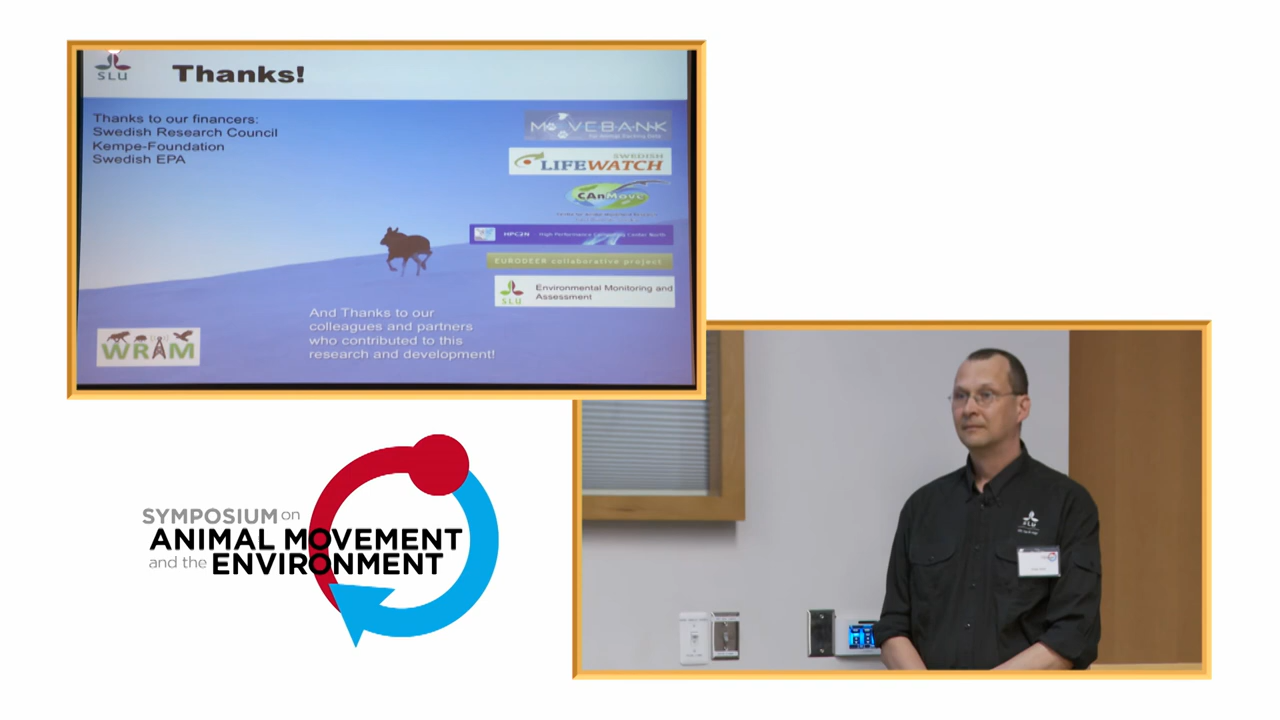 SLU
Thanks!
Thanks to our financers:
Swedish Research Council
Kempe-Foundation
Swedish EPA
MOVEBANK
SWEDISH
LIFEWATCH
CAnMove
HPC2N High Performance Computing Center North
EURODEER collaborative project
SLU
Environmental Monitoring and
Assessment
And Thanks to our
colleagues and partners
who contributed to this
research and development!
WRAM
SYMPOSIUM on
ANIMAL MOVEMENT
and the ENVIRONMENT
SLU